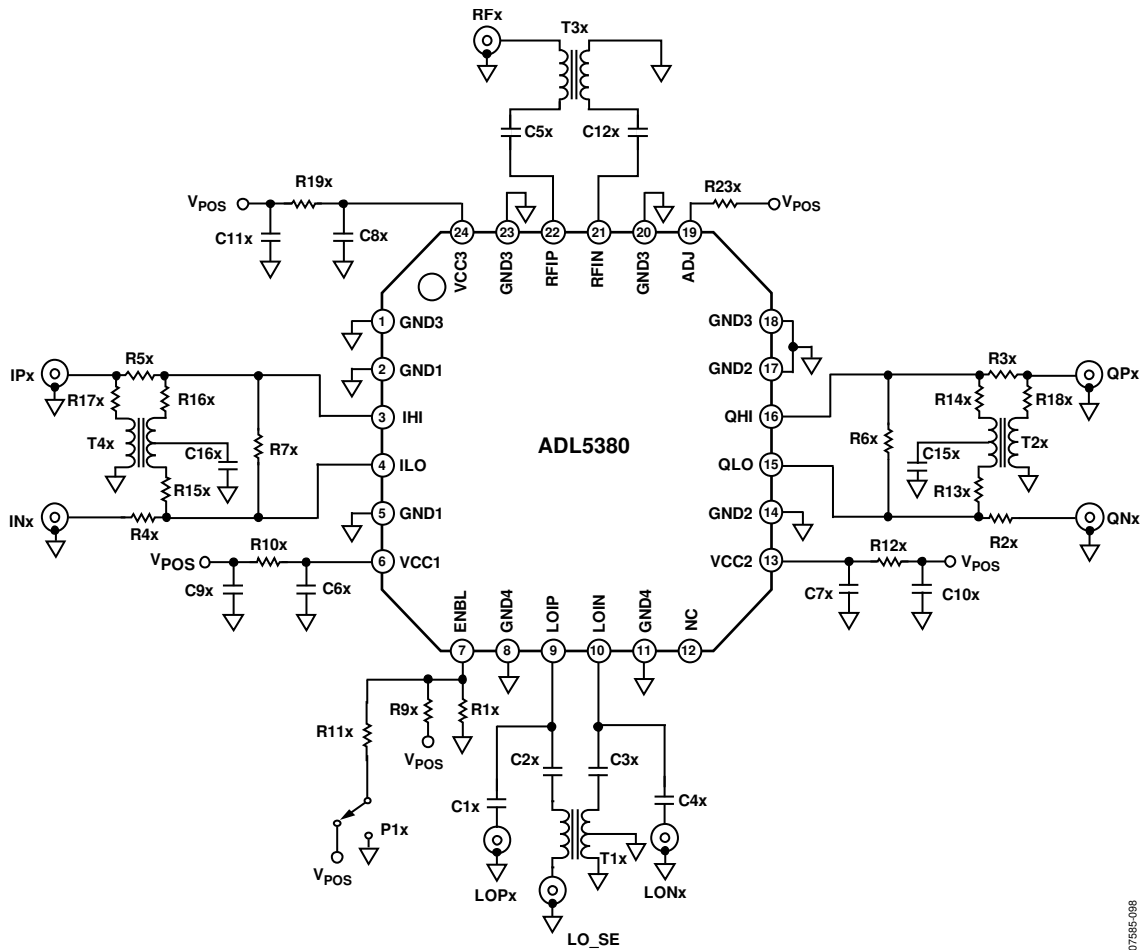 RFx
T3x
C5x
C12x
R19x
R23x
VPOS
VPOS
C11x
C8x
24
23
22
21
20
19
VCC3
GND3
RFIP
RFIN
GND3
ADJ
1
GND3
GND3
18
IPx
R5x
2
GND1
GND2
17
R3x
QPx
R17x
R16x
R14x
R18x
3
IHI
QHI
16
T4x
C16x
R7x
ADL5380
R6x
C15x
T2x
4
ILO
QLO
15
R15x
R13x
INx
R4x
5
GND1
GND2
14
R2x
QNx
VPOS
R10x
6
VCC1
VCC2
13
R12x
VPOS
C9x
C6x
C7x
C10x
ENBL
GND4
LOIP
LOIN
GND4
NC
7
8
9
10
11
12
R11x
R9x
R1x
VPOS
C2x
C3x
C1x
C4x
P1x
T1x
VPOS
LOPx
LONx
LO_SE
07585-098